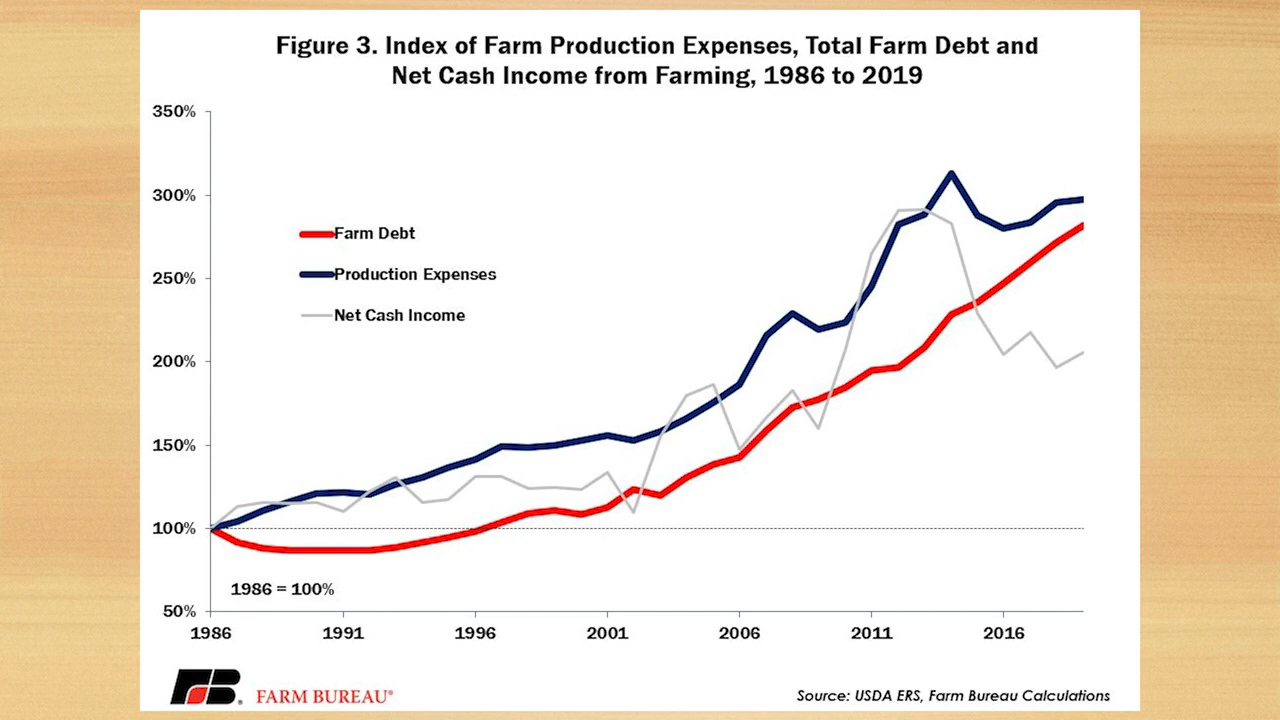 Figure 3. Index of Farm Production Expenses, Total Farm Debt and
Net Cash Income from Farming, 1986 to 2019
350%
300%
250%
200%
150%
100%
50%
Farm Debt
Production Expenses
Net Cash Income
1986 = 100%
1986 1991 1996 2001 2006 2011 2016
FB® FARM BUREAU®
Source: USDA ERS, Farm Bureau Calculations